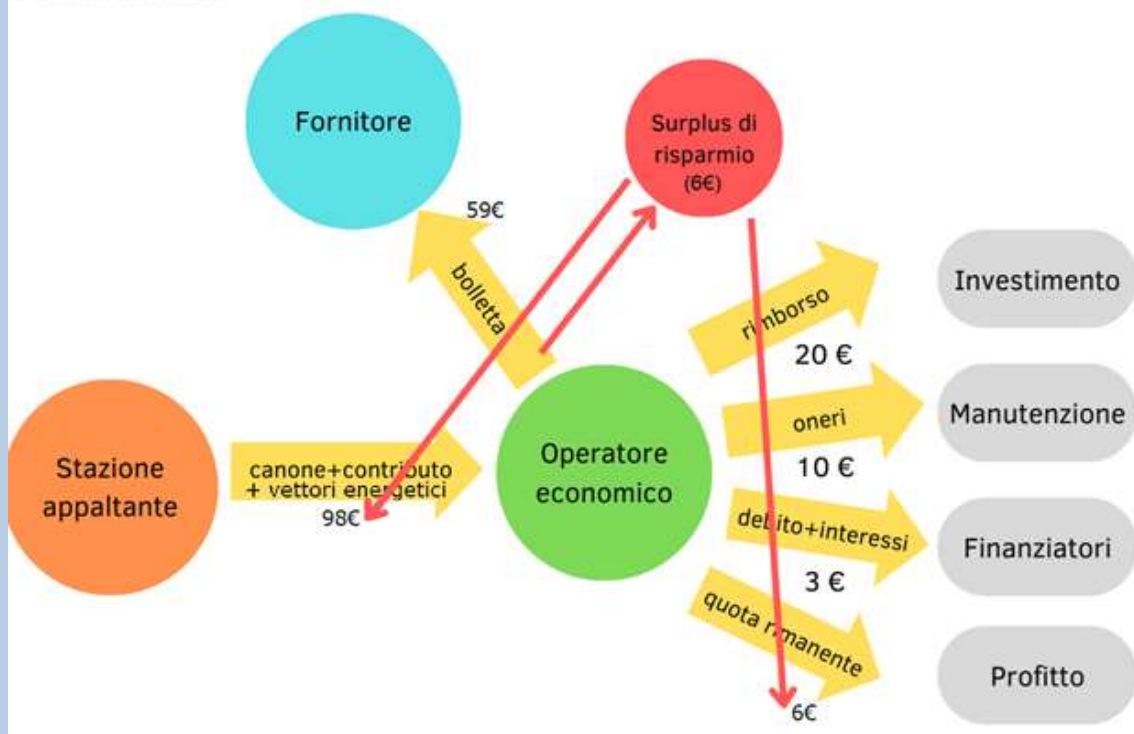 Fornitore
Surplus di
risparmio
(6€)
59€
bolletta
rimborso
20 €
Investimento
Stazione
appaltante
canone+contributo
+ vettori energetici
98€
Operatore
economico
oneri
10 €
Manutenzione
debito+interessi
3 €
Finanziatori
quota rimanente
6€
Profitto